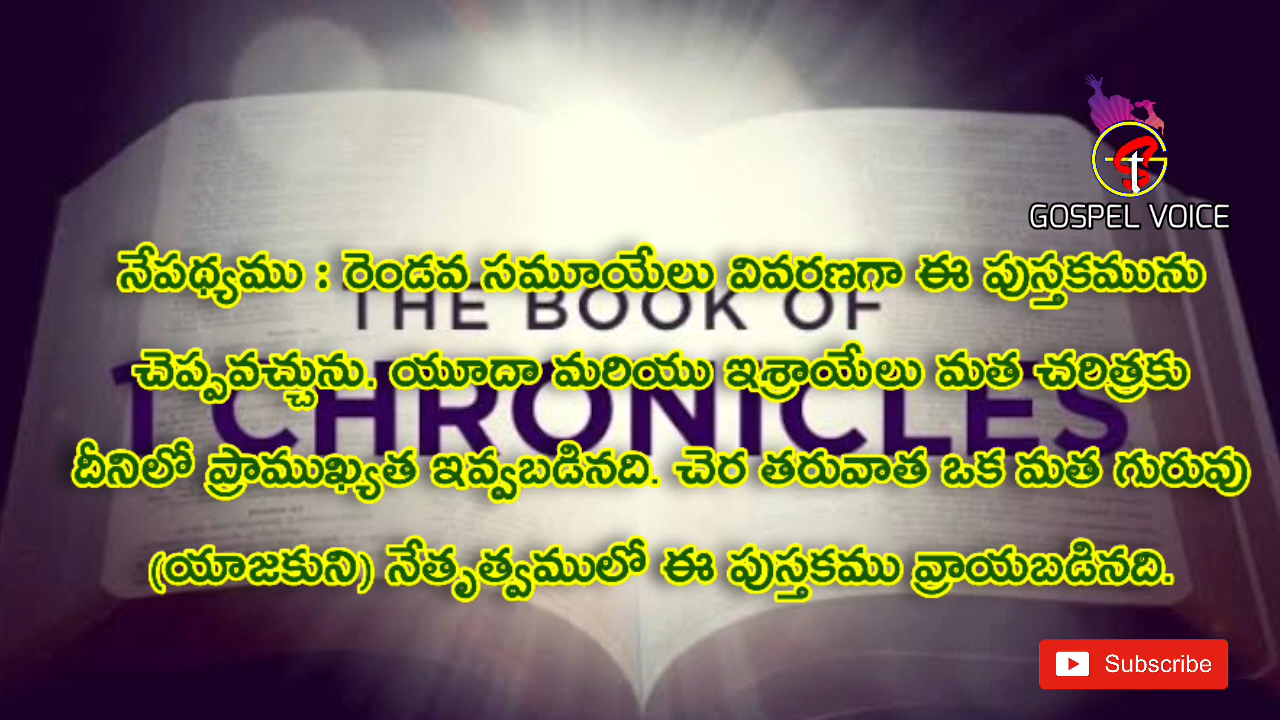 GOSPEL VOICE
నేపథ్యము : రెండవ సమూయేలు వివరణగా ఈ పుస్తకమును
THE BOOK OF
చెప్పవచ్చును. యూదా మరియు ఇశ్రాయేలు మత చరిత్రకు
1 CHRONICLES
దీనిలో ప్రాముఖ్యత ఇవ్వబడినది. చెర తరువాత ఒక మత గురువు
(యాజకుని) నేతృత్వములో ఈ పుస్తకము వ్రాయబడినది.
Subscribe